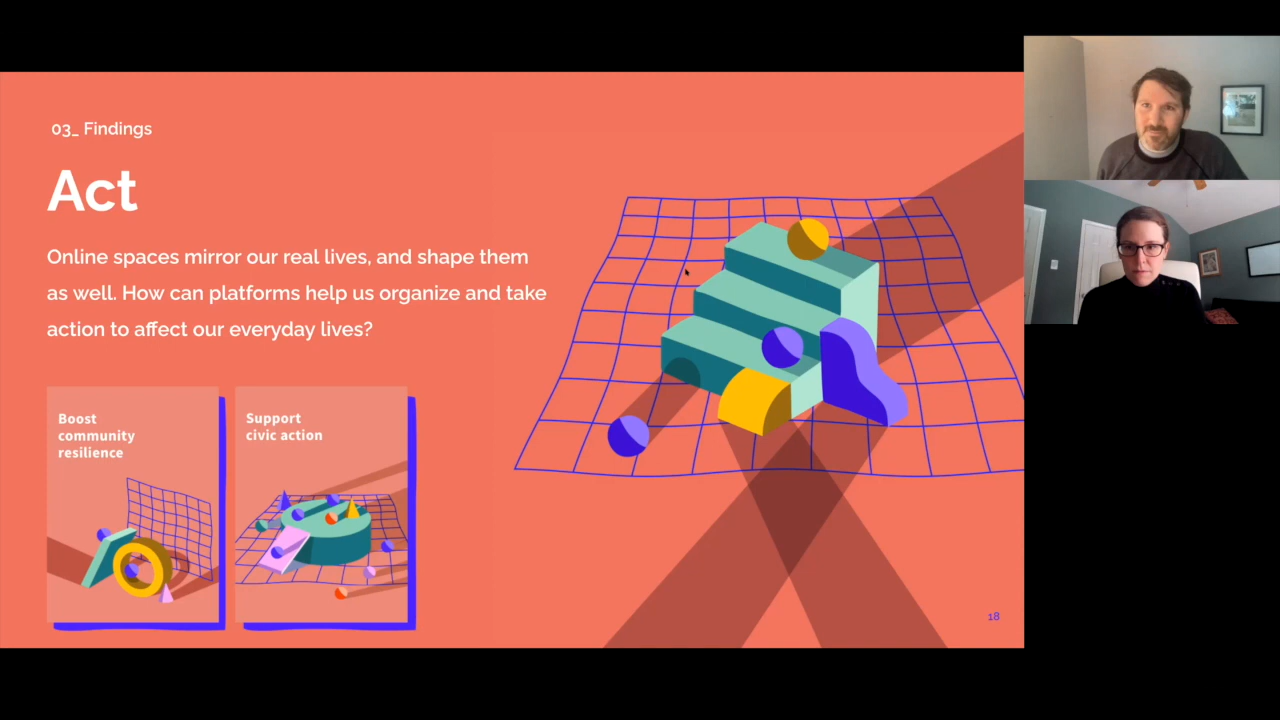 03_ Findings
Act
Online spaces mirror our real lives, and shape them
as well. How can platforms help us organize and take
action to affect our everyday lives?
Boost
community
resilience
Support
civic action
18